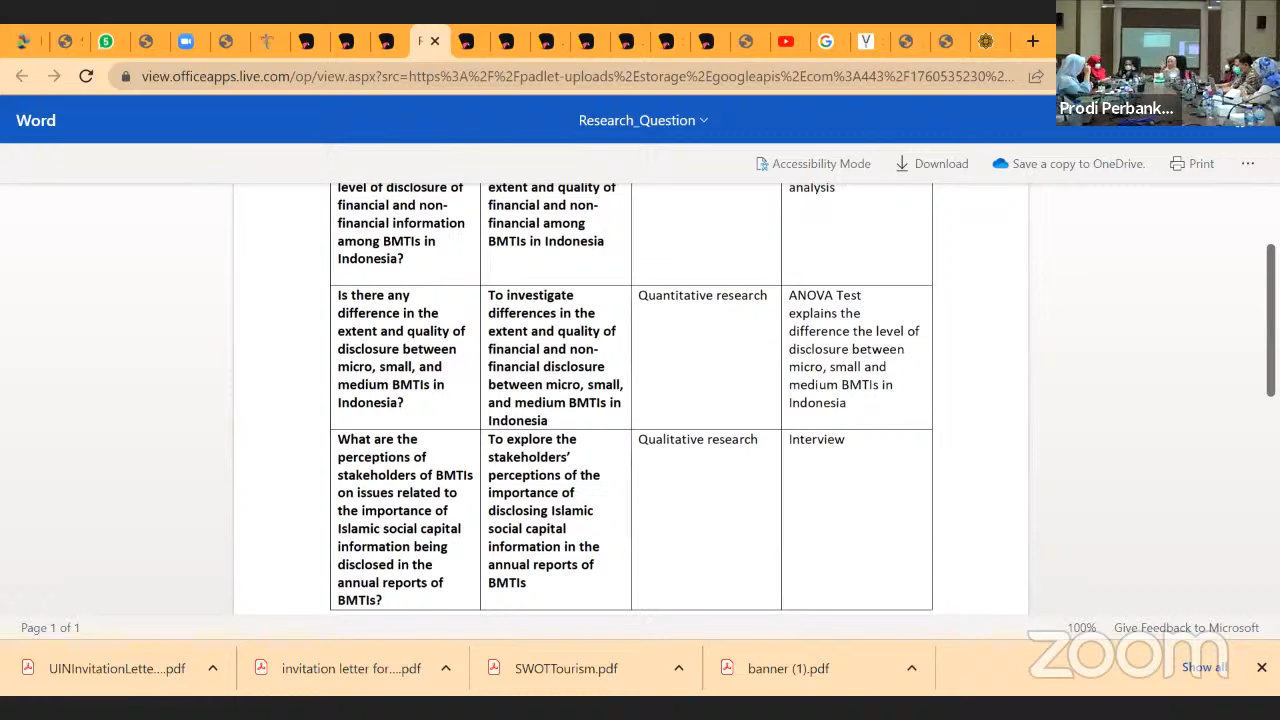 P
5
G
Y
view.officeapps.live.com/op/view.aspx?src=https%3A%2F%2Fpadlet-uploads%2Estorage%2Egoogleapis%2Ecom%3A443%2F1760535230%2...
Prodi Perbank...
Word
Research_Question
Accessibility Mode
Download
Save a copy to OneDrive.
Print
level of disclosure of
financial and non-
financial information
among BMTIs in
Indonesia?
extent and quality of
financial and non-
financial among
BMTIs in Indonesia
analysis
Is there any
difference in the
extent and quality of
disclosure between
micro, small, and
medium BMTIs in
Indonesia?
To investigate
differences in the
extent and quality of
financial and non-
financial disclosure
between micro, small,
and medium BMTIs in
Indonesia
Quantitative research
ANOVA Test
explains the
difference the level of
disclosure between
micro, small and
medium BMTIs in
Indonesia
What are the
perceptions of
stakeholders of BMTIs
on issues related to
the importance of
Islamic social capital
information being
disclosed in the
annual reports of
BMTIs?
To explore the
stakeholders’
perceptions of the
importance of
disclosing Islamic
social capital
information in the
annual reports of
BMTIs
Qualitative research
Interview
Page 1 of 1
100%
Give Feedback to Microsoft
zoom
UINInvitationLette....pdf
invitation letter for....pdf
SWOTTourism.pdf
banner (1).pdf
Show all